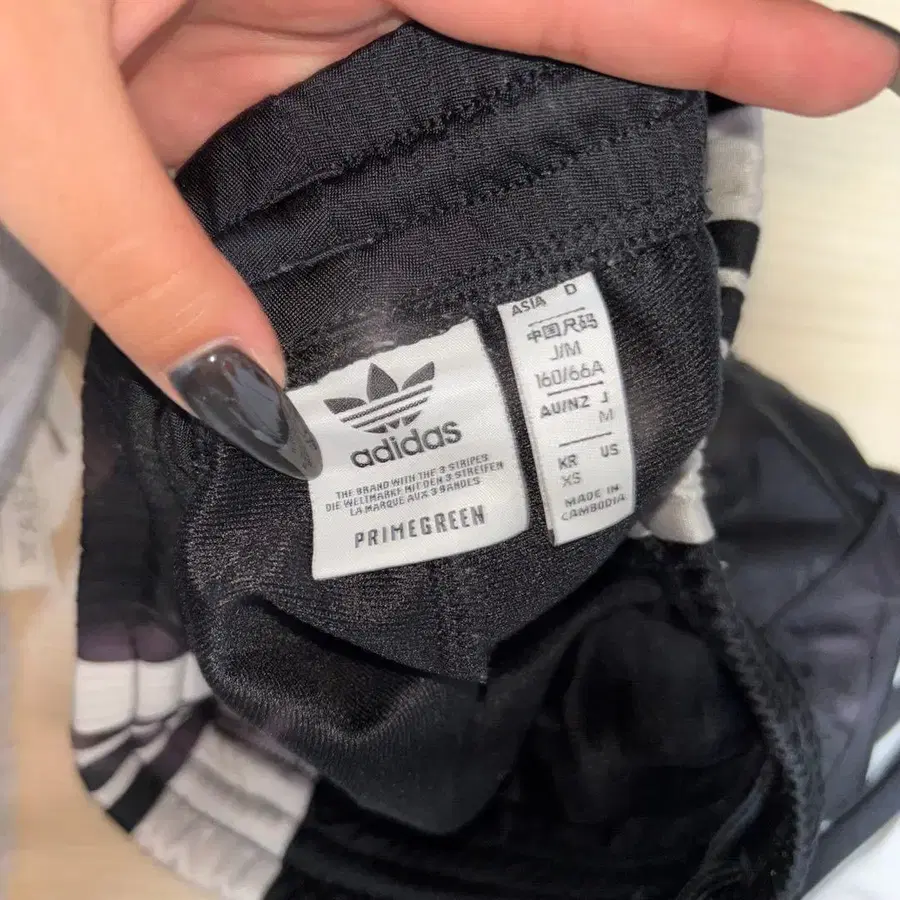 adidas
THE BRAND WITH THE 3 STRIPES
DIE WELTMARKE MIT DEN 3 STREIFEN
LA MARQUE AUX 3 BANDES
PRIMEGREEN
ASIA D
中国尺码
J/M
160/66A
AU/NZ J
M
KR US
XS
MADE IN
CAMBODIA